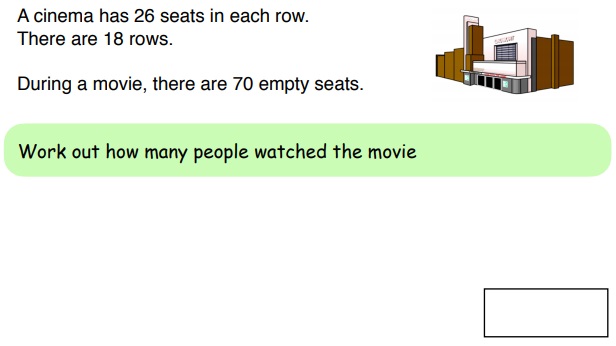 A cinema has 26 seats in each row.
There are 18 rows.
During a movie, there are 70 empty seats.
Work out how many people watched the movie